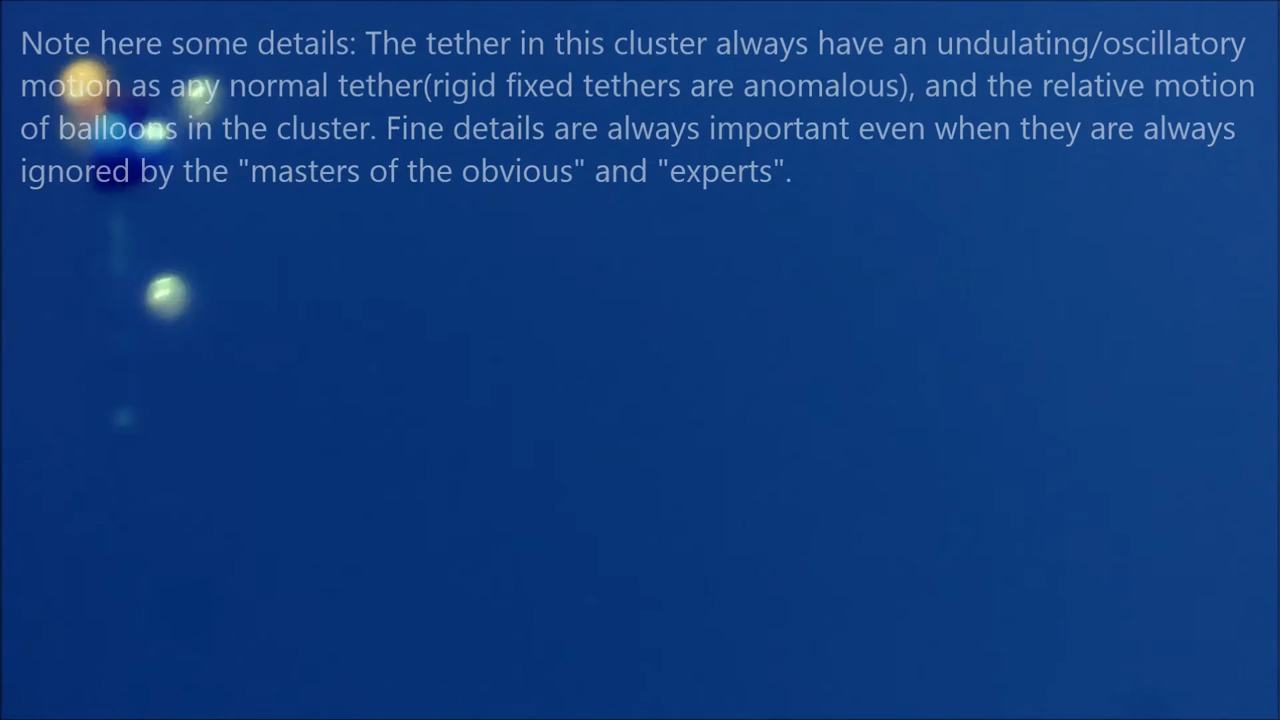 Note here some details: The tether in this cluster always have an undulating/oscillatory
motion as any normal tether(rigid fixed tethers are anomalous), and the relative motion
of balloons in the cluster. Fine details are always important even when they are always
ignored by the "masters of the obvious" and "experts".